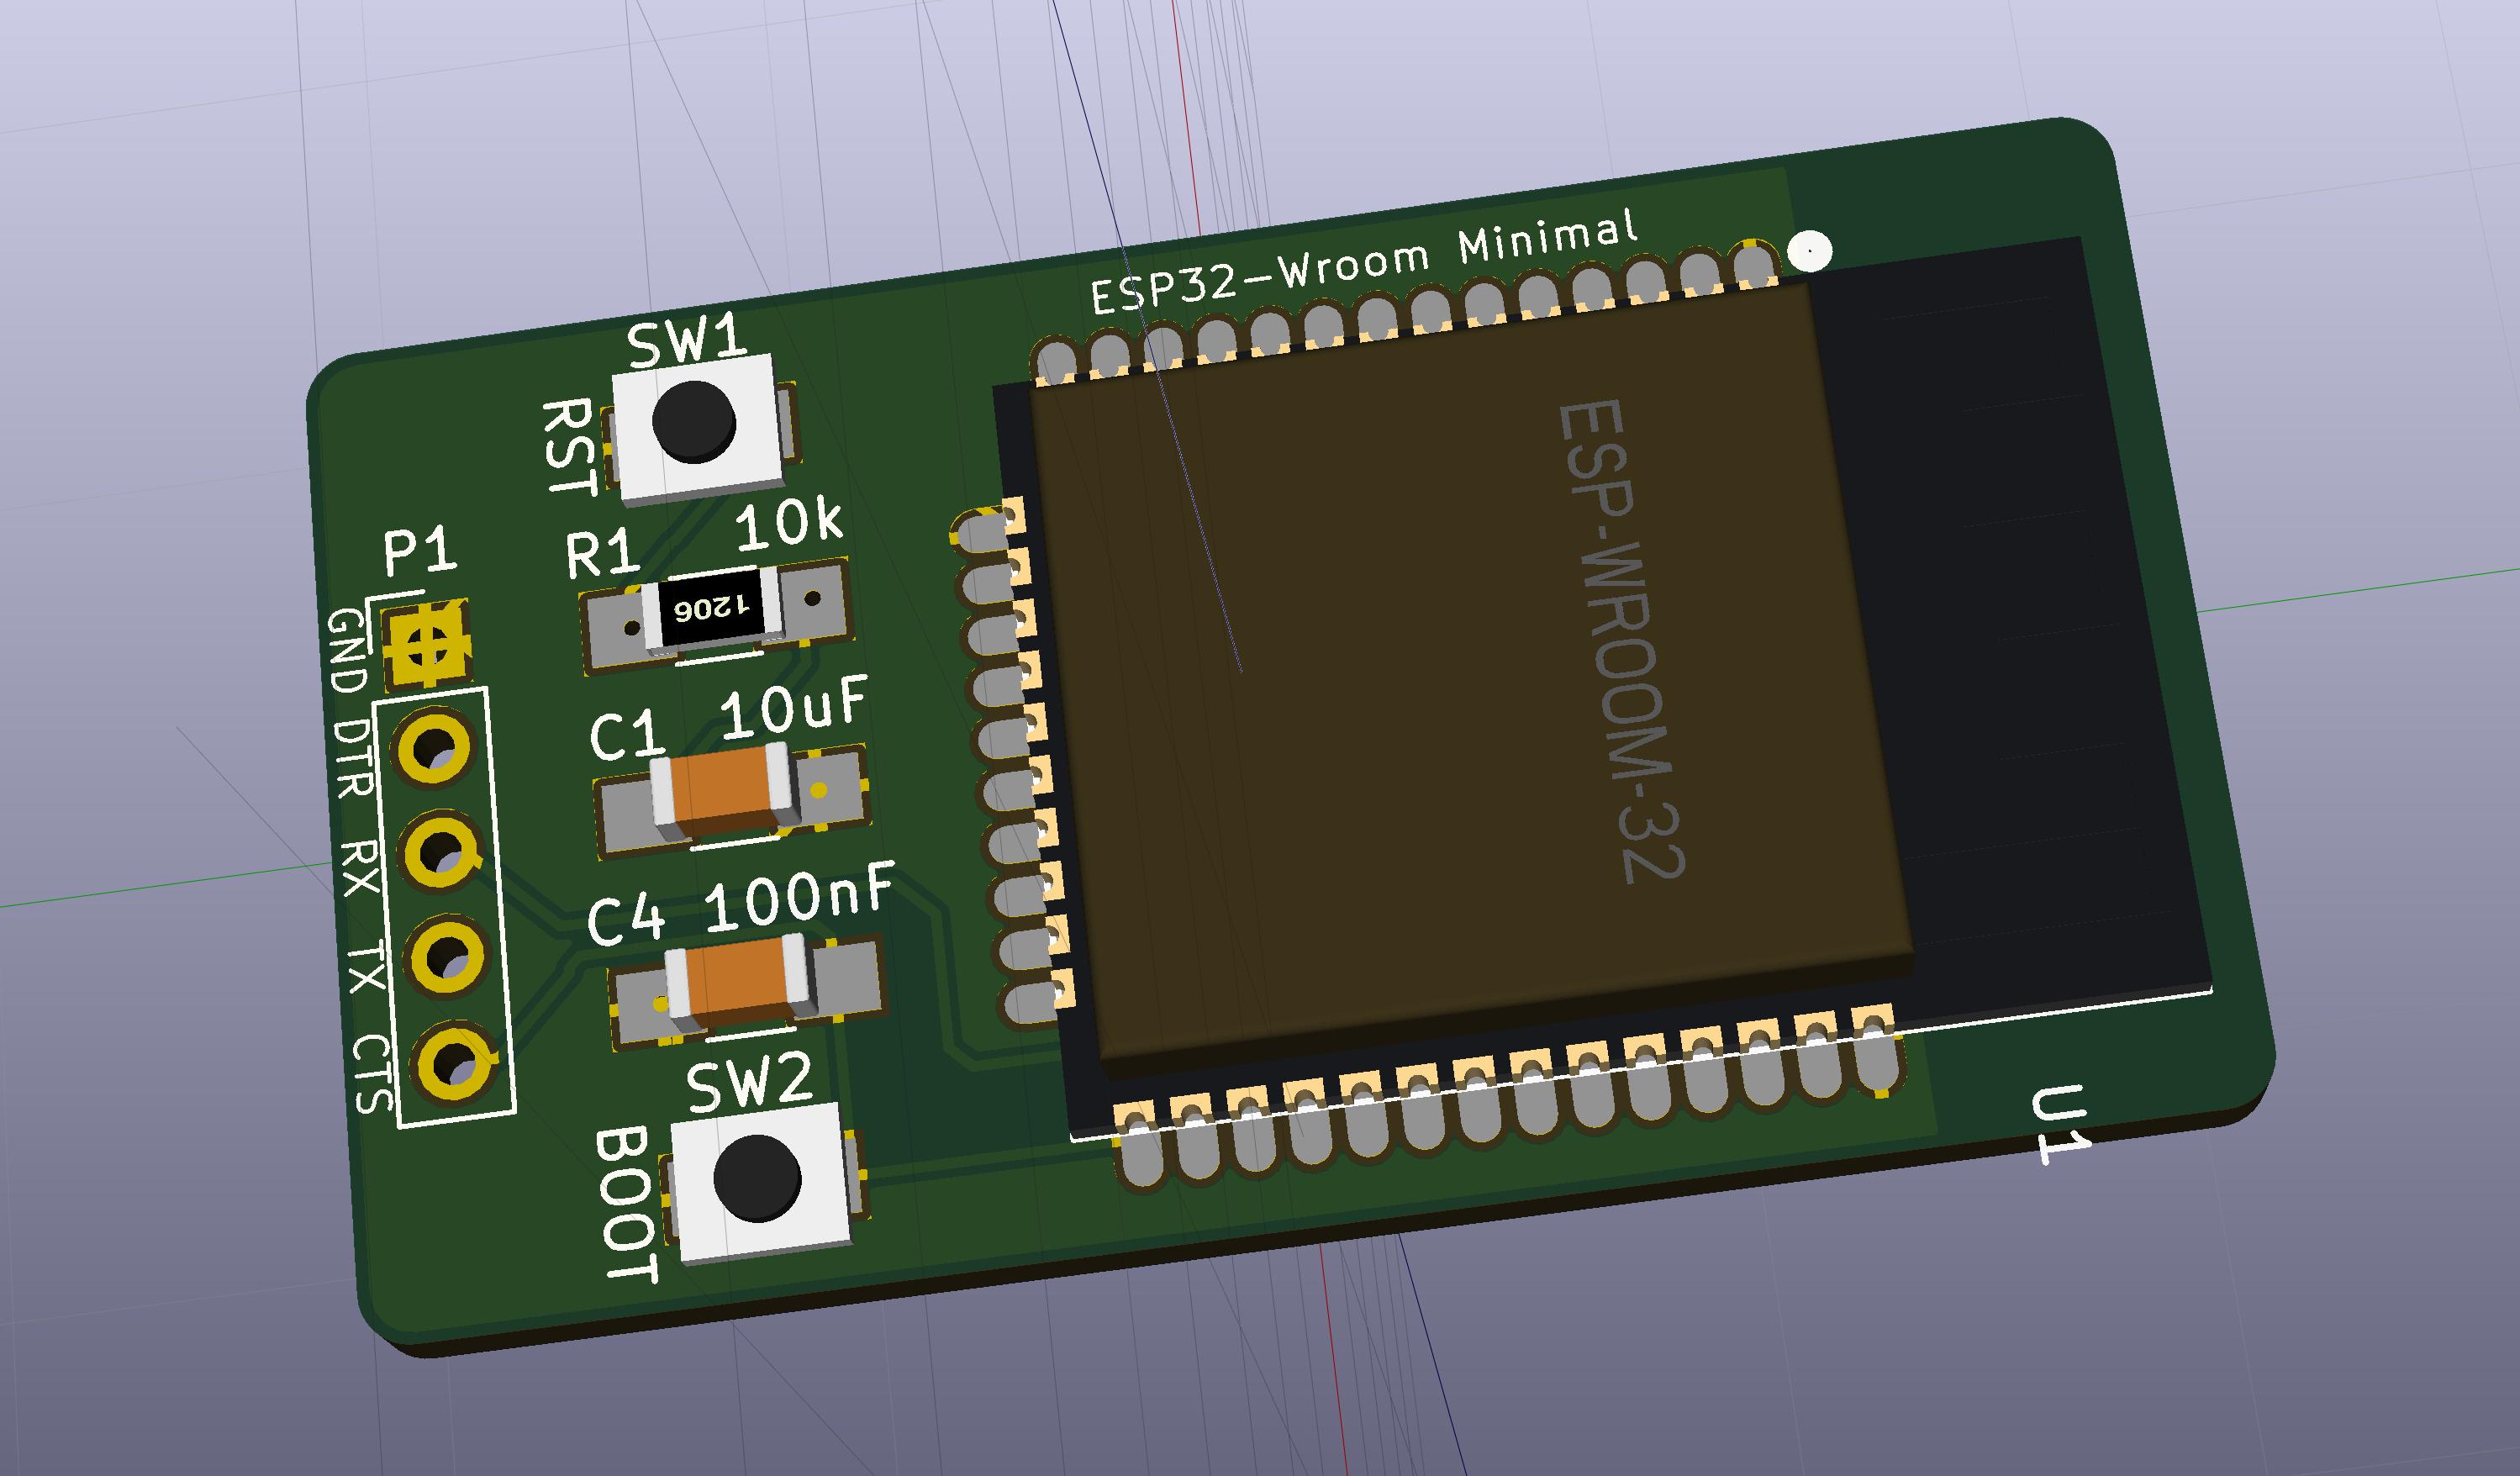 ESP32-Wroom Minimal
SW1
RST
10k
R1
1206
P1
GND
DTR
RX
TX
CTS
C1 10uF
C4 100nF
SW2
BOOT
ESP-WROOM-32
U1